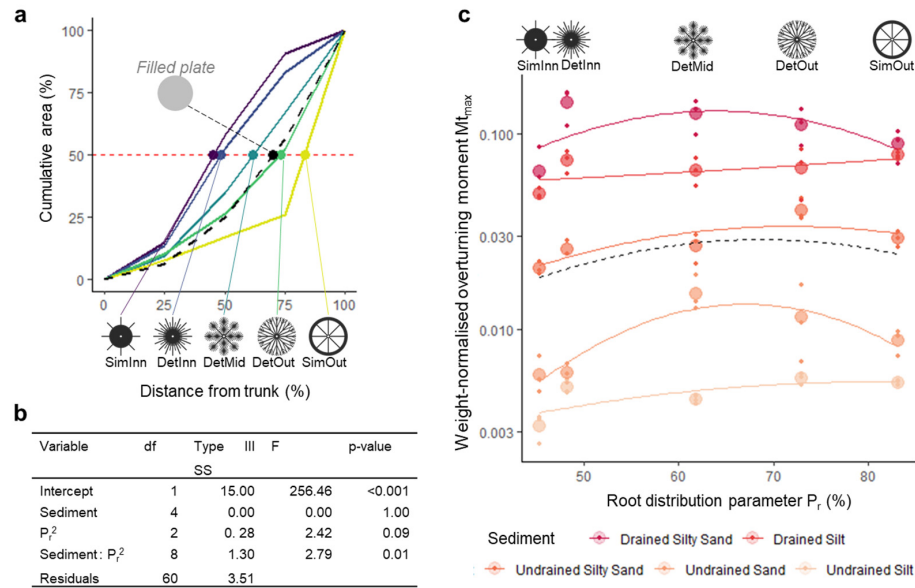 a
100
75
50
25
0
Cumulative area (%)
Filled plate
0 25 50 75 100
SimInn DetInn DetMid DetOut SimOut
Distance from trunk (%)
b
Variable df Type III F p-value
SS
Intercept 1 15.00 256.46 <0.001
Sediment 4 0.00 0.00 1.00
Pr² 2 0. 28 2.42 0.09
Sediment: Pr² 8 1.30 2.79 0.01
Residuals 60 3.51
c
SimInn DetInn DetMid DetOut SimOut
Weight-normalised overturning moment Mtmax
0.100
0.030
0.010
0.003
50 60 70 80
Root distribution parameter Pr (%)
Sediment Drained Silty Sand Drained Silt
Undrained Silty Sand Undrained Sand Undrained Silt